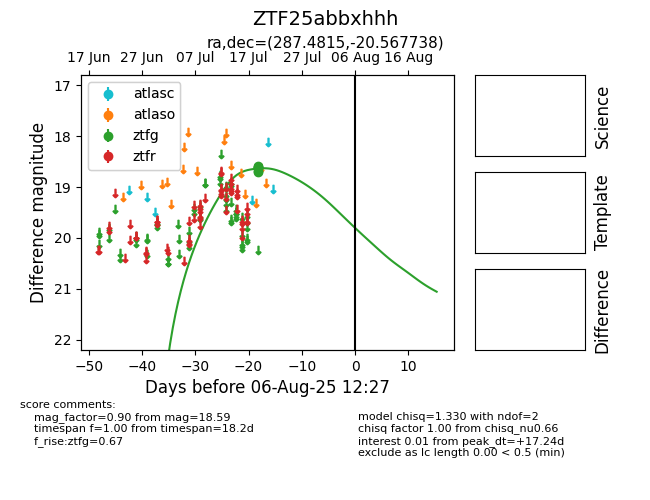 ZTF25abbxhhh
ra,dec=(287.4815,-20.567738)
17 Jun 27 Jun 07 Jul 17 Jul 27 Jul 06 Aug 16 Aug
atlasc
atlaso
ztfg
ztfr
17
18
19
20
21
22
Difference magnitude
−50 −40 −30 −20 −10 0 10
Days before 06-Aug-25 12:27
Science
Template
Difference
score comments:
mag_factor=0.90 from mag=18.59
timespan f=1.00 from timespan=18.2d
f_rise:ztfg=0.67
model chisq=1.330 with ndof=2
chisq factor 1.00 from chisq_nu0.66
interest 0.01 from peak_dt=+17.24d
exclude as lc length 0.00 < 0.5 (min)